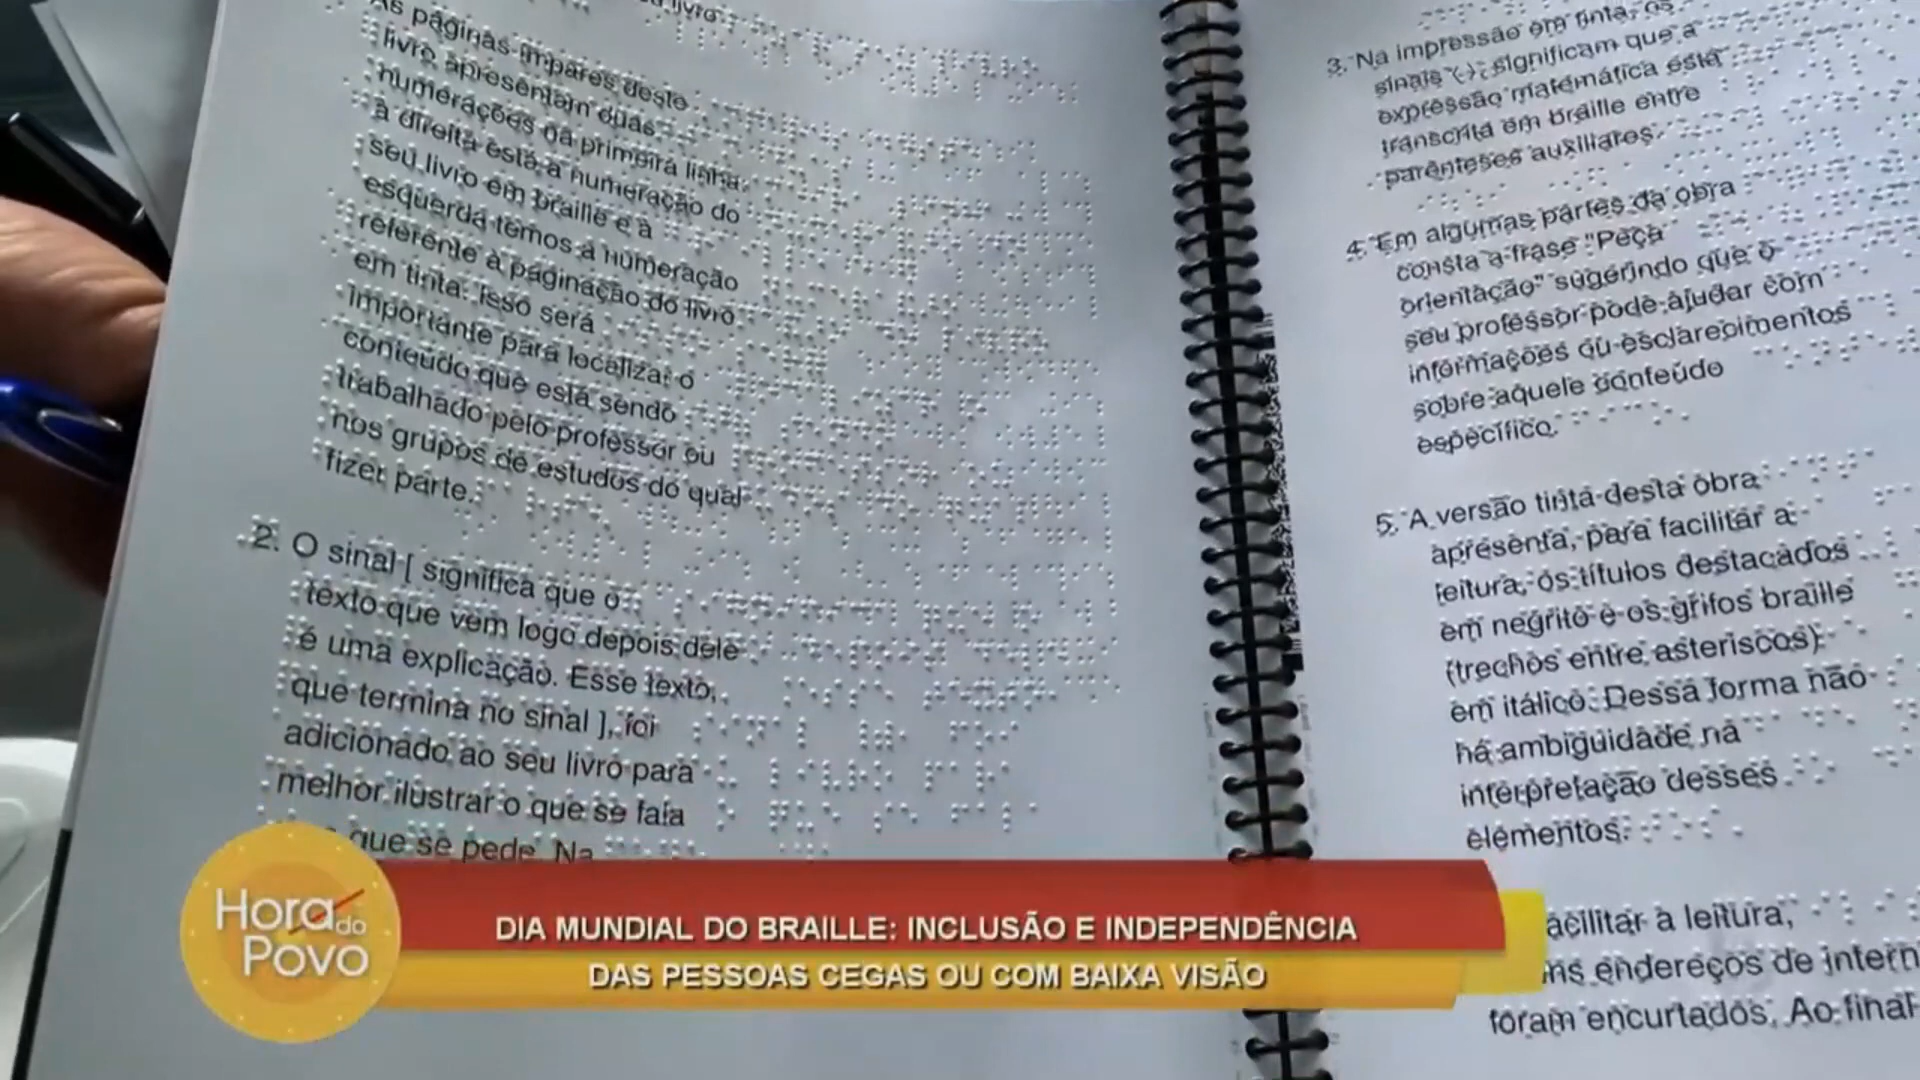 livro
As páginas ímpares deste
livro apresentam duas
numerações na primeira linha:
à direita está a numeração do
seu livro em braille e à
esquerda temos a numeração
referente à paginação do livro
em tinta. Isso será
importante para localizar o
conteúdo que está sendo
trabalhado pelo professor ou
nos grupos de estudos do qual
fizer parte.
2. O sinal [ significa que o
texto que vem logo depois dele
é uma explicação. Esse texto,
que termina no sinal ], foi
adicionado ao seu livro para
melhor ilustrar o que se fala
que se pede. Na
3. Na impressão em tinta, os
sinais significam que a
expressão matemática está
transcrita em braille entre
parênteses auxiliares.
4. Em algumas partes da obra
consta a frase "Peça
orientação" sugerindo que o
seu professor pode ajudar com
informações ou esclarecimentos
sobre aquele conteúdo
específico.
5. A versão tinta desta obra
apresenta, para facilitar a
leitura, os títulos destacados
em negrito e os grifos braille
(trechos entre asteriscos)
em itálico. Dessa forma não
há ambiguidade na
interpretação desses
elementos.
acilitar a leitura,
ns endereços de intern
foram encurtados. Ao final
Hora do
Povo
DIA MUNDIAL DO BRAILLE: INCLUSÃO E INDEPENDÊNCIA
DAS PESSOAS CEGAS OU COM BAIXA VISÃO